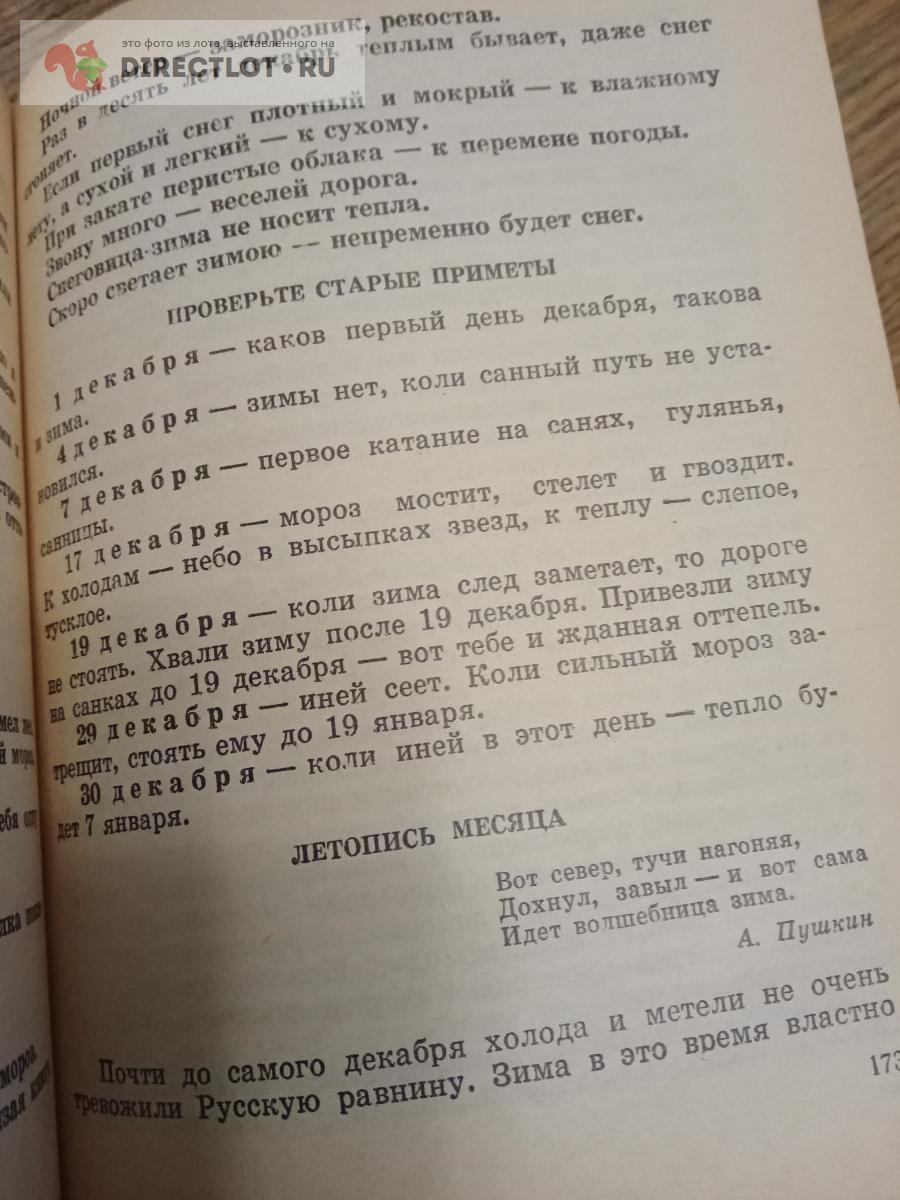 это фото из лота, выставленного на
DIRECTLOT.RU
Ночной — заморозник, рекостав.
Раз в десять лет декабрь теплым бывает, даже снег
сгоняет.
Если первый снег плотный и мокрый — к влажному
лету, а сухой и легкий — к сухому.
При закате перистые облака — к перемене погоды.
Звону много — веселей дорога.
Снеговица-зима не носит тепла.
Скоро светает зимою — непременно будет снег.
ПРОВЕРЬТЕ СТАРЫЕ ПРИМЕТЫ
1 декабря — каков первый день декабря, такова
и зима.
4 декабря — зимы нет, коли санный путь не уста-
новился.
7 декабря — первое катание на санях, гулянья,
санницы.
17 декабря — мороз мостит, стелет и гвоздит.
К холодам — небо в высыпках звезд, к теплу — слепое,
тусклое.
19 декабря — коли зима след заметает, то дороге
не стоять. Хвали зиму после 19 декабря. Привезли зиму
на санках до 19 декабря — вот тебе и жданная оттепель.
29 декабря — иней сеет. Коли сильный мороз за-
трещит, стоять ему до 19 января.
30 декабря — коли иней в этот день — тепло бу-
дет 7 января.
ЛЕТОПИСЬ МЕСЯЦА
Вот север, тучи нагоняя,
Дохнул, завыл — и вот сама
Идет волшебница зима.
А. Пушкин
Почти до самого декабря холода и метели не очень
тревожили Русскую равнину. Зима в это время властно
173